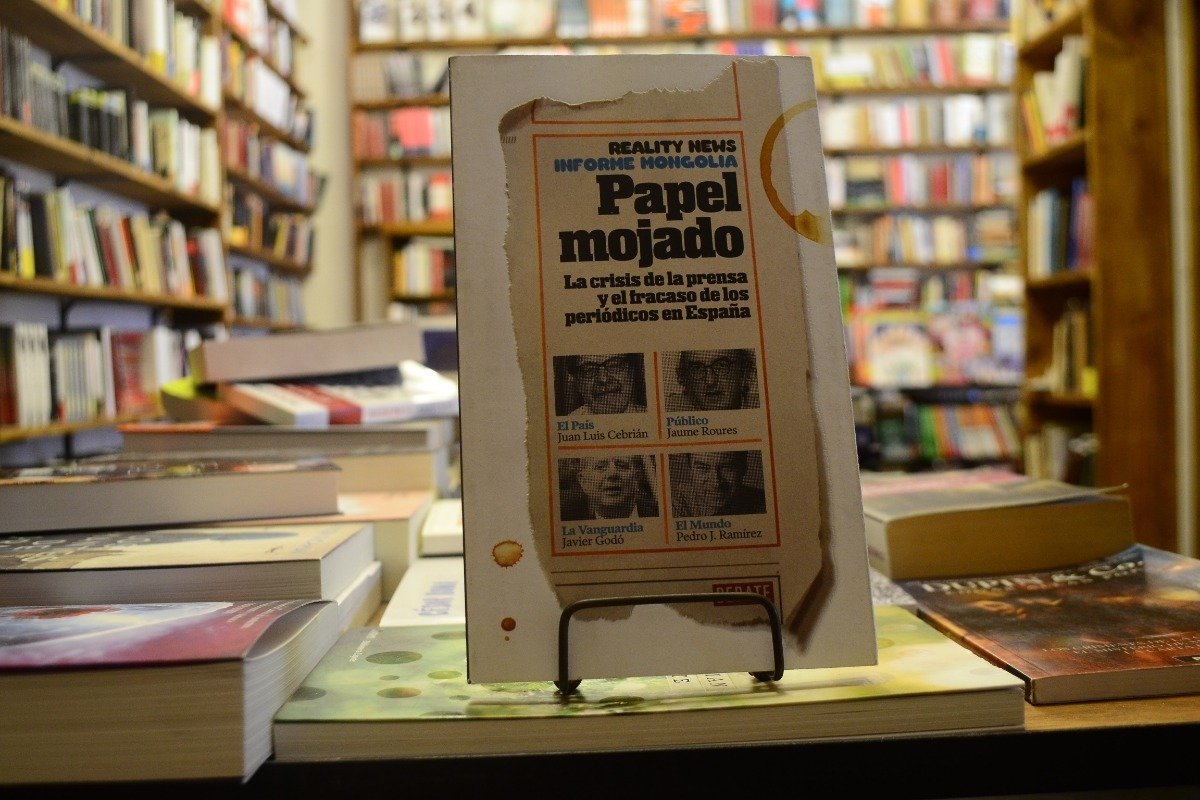 REALITY NEWS
INFORME MONGOLIA
Papel
mojado
La crisis de la prensa
y el fracaso de los
periódicos en España
El País
Juan Luis Cebrián
Público
Jaume Roures
La Vanguardia
Javier Godó
El Mundo
Pedro J. Ramírez
DEBATE